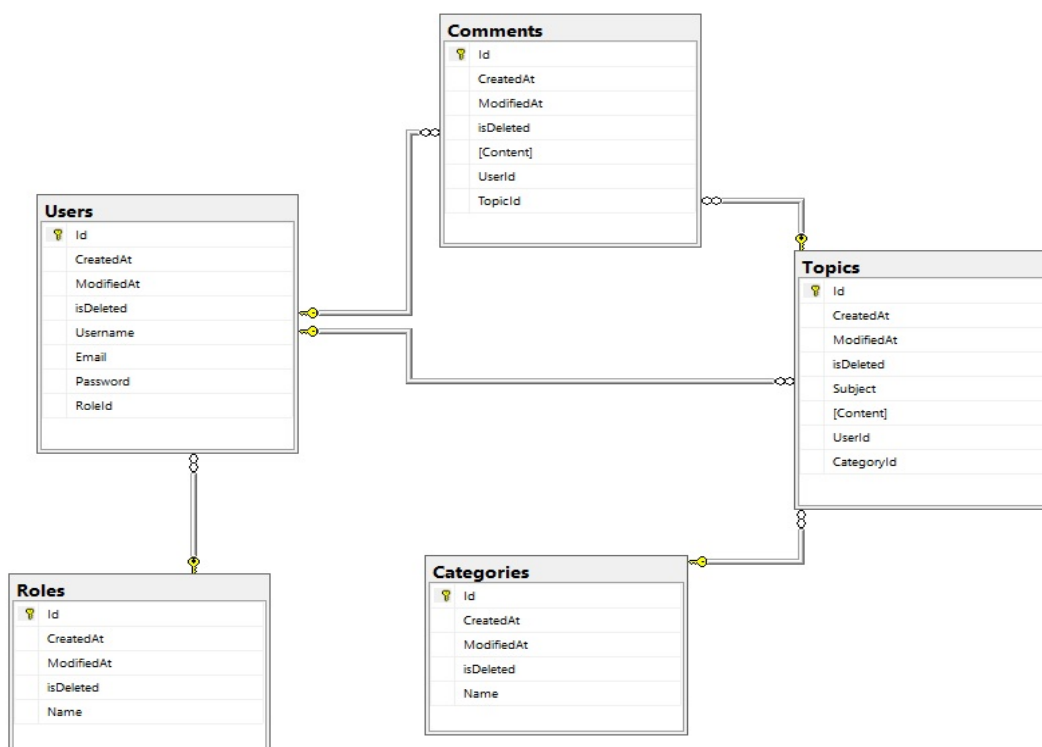 Comments
Id
CreatedAt
ModifiedAt
isDeleted
[Content]
UserId
TopicId
Users
Id
CreatedAt
ModifiedAt
isDeleted
Username
Email
Password
RoleId
Topics
Id
CreatedAt
ModifiedAt
isDeleted
Subject
[Content]
UserId
CategoryId
Roles
Id
CreatedAt
ModifiedAt
isDeleted
Name
Categories
Id
CreatedAt
ModifiedAt
isDeleted
Name